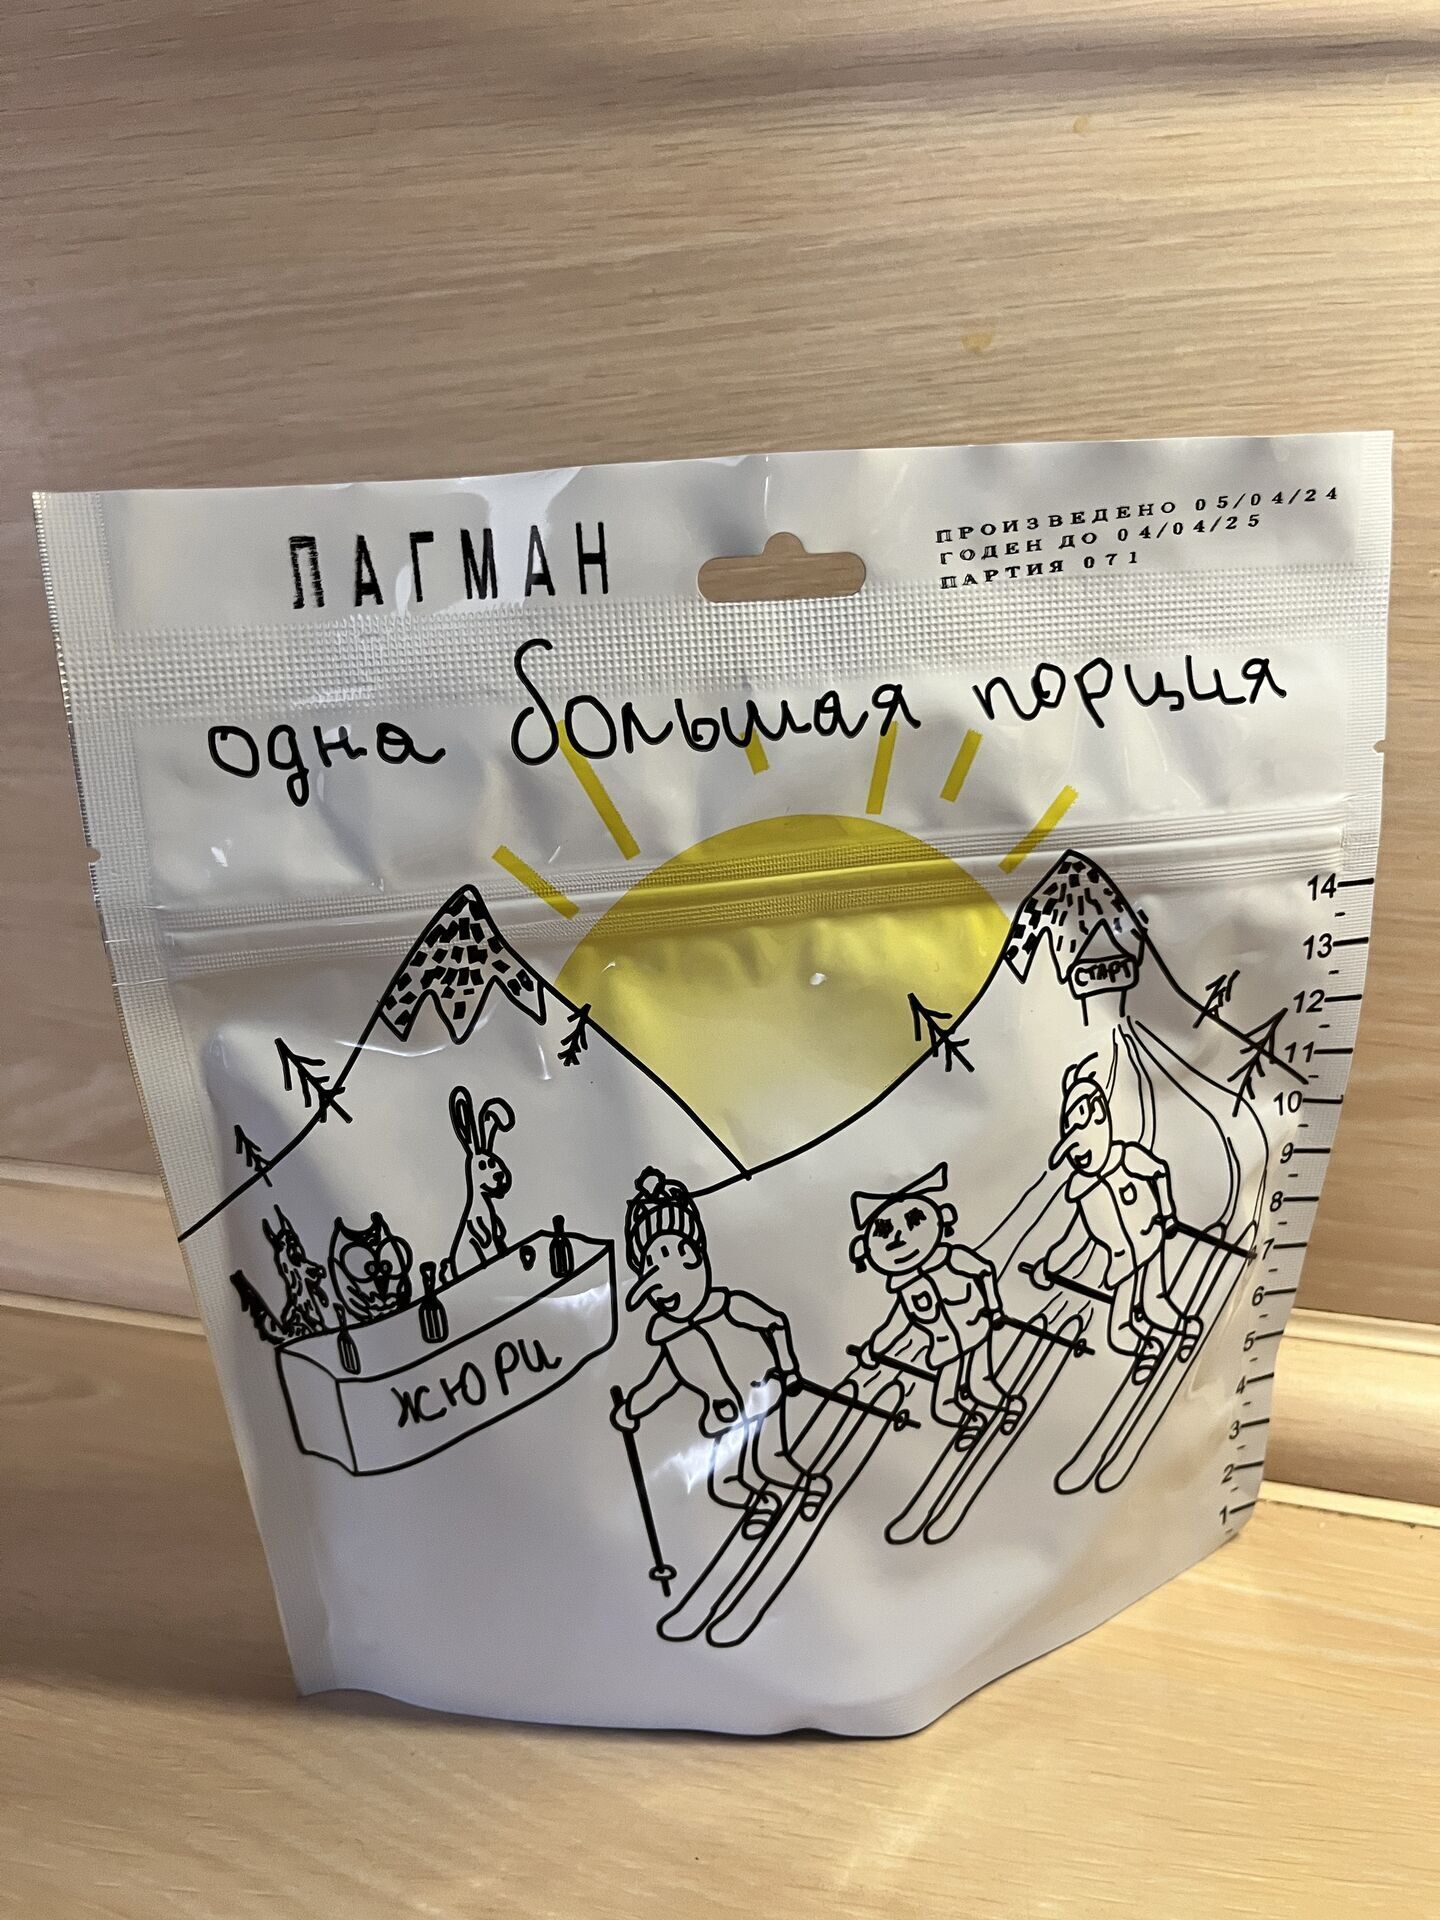 ПАГМАН
ПРОИЗВЕДЕНО 05/04/24
ГОДЕН ДО 04/04/25
ПАРТИЯ 071
одна большая порция
СТАРТ
ЖЮРИ
14
13
12
11
10
9
8
7
6
5
4
3
2
1